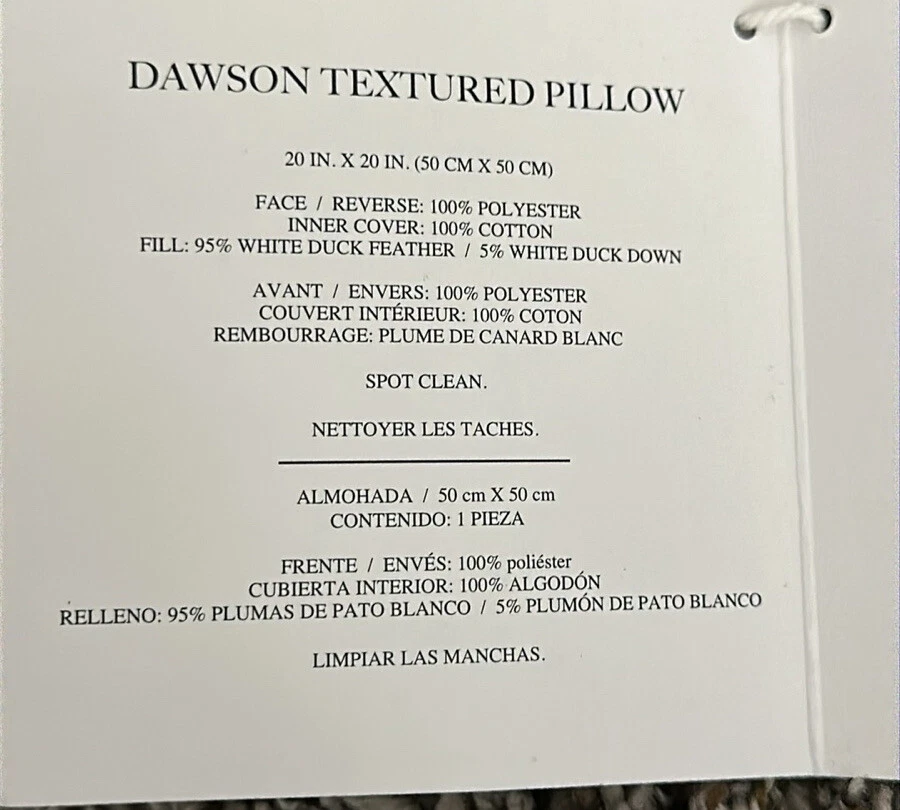 DAWSON TEXTURED PILLOW
20 IN. X 20 IN. (50 CM X 50 CM)
FACE / REVERSE: 100% POLYESTER
INNER COVER: 100% COTTON
FILL: 95% WHITE DUCK FEATHER / 5% WHITE DUCK DOWN
AVANT / ENVERS: 100% POLYESTER
COUVERT INTÉRIEUR: 100% COTON
REMBOURRAGE: PLUME DE CANARD BLANC
SPOT CLEAN.
NETTOYER LES TACHES.
ALMOHADA / 50 cm X 50 cm
CONTENIDO: 1 PIEZA
FRENTE / ENVÉS: 100% poliéster
CUBIERTA INTERIOR: 100% ALGODÓN
RELLENO: 95% PLUMAS DE PATO BLANCO / 5% PLUMÓN DE PATO BLANCO
LIMPIAR LAS MANCHAS.